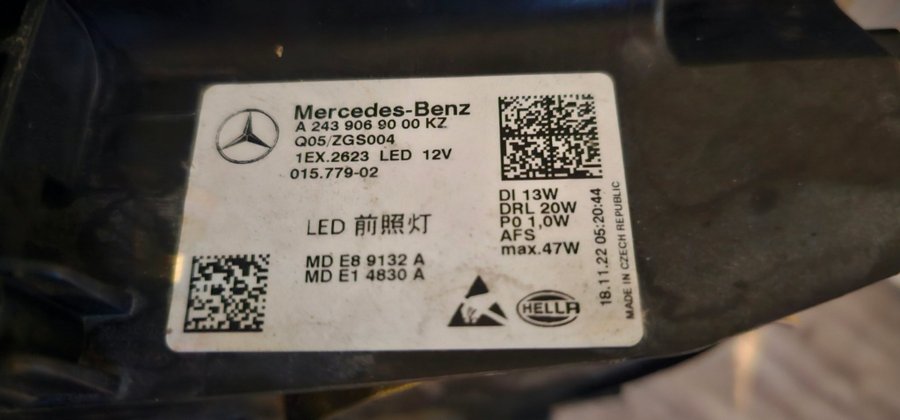 Mercedes-Benz
A 243 906 90 00 KZ
Q05/ZGS004
1EX.2623 LED 12V
015.779-02
LED 前照灯
MD E8 9132 A
MD E1 4830 A
DI 13W
DRL 20W
PO 1,0W
AFS
max.47W
HELLA
18.11.22 05:20:44
MADE IN CZECH REPUBLIC